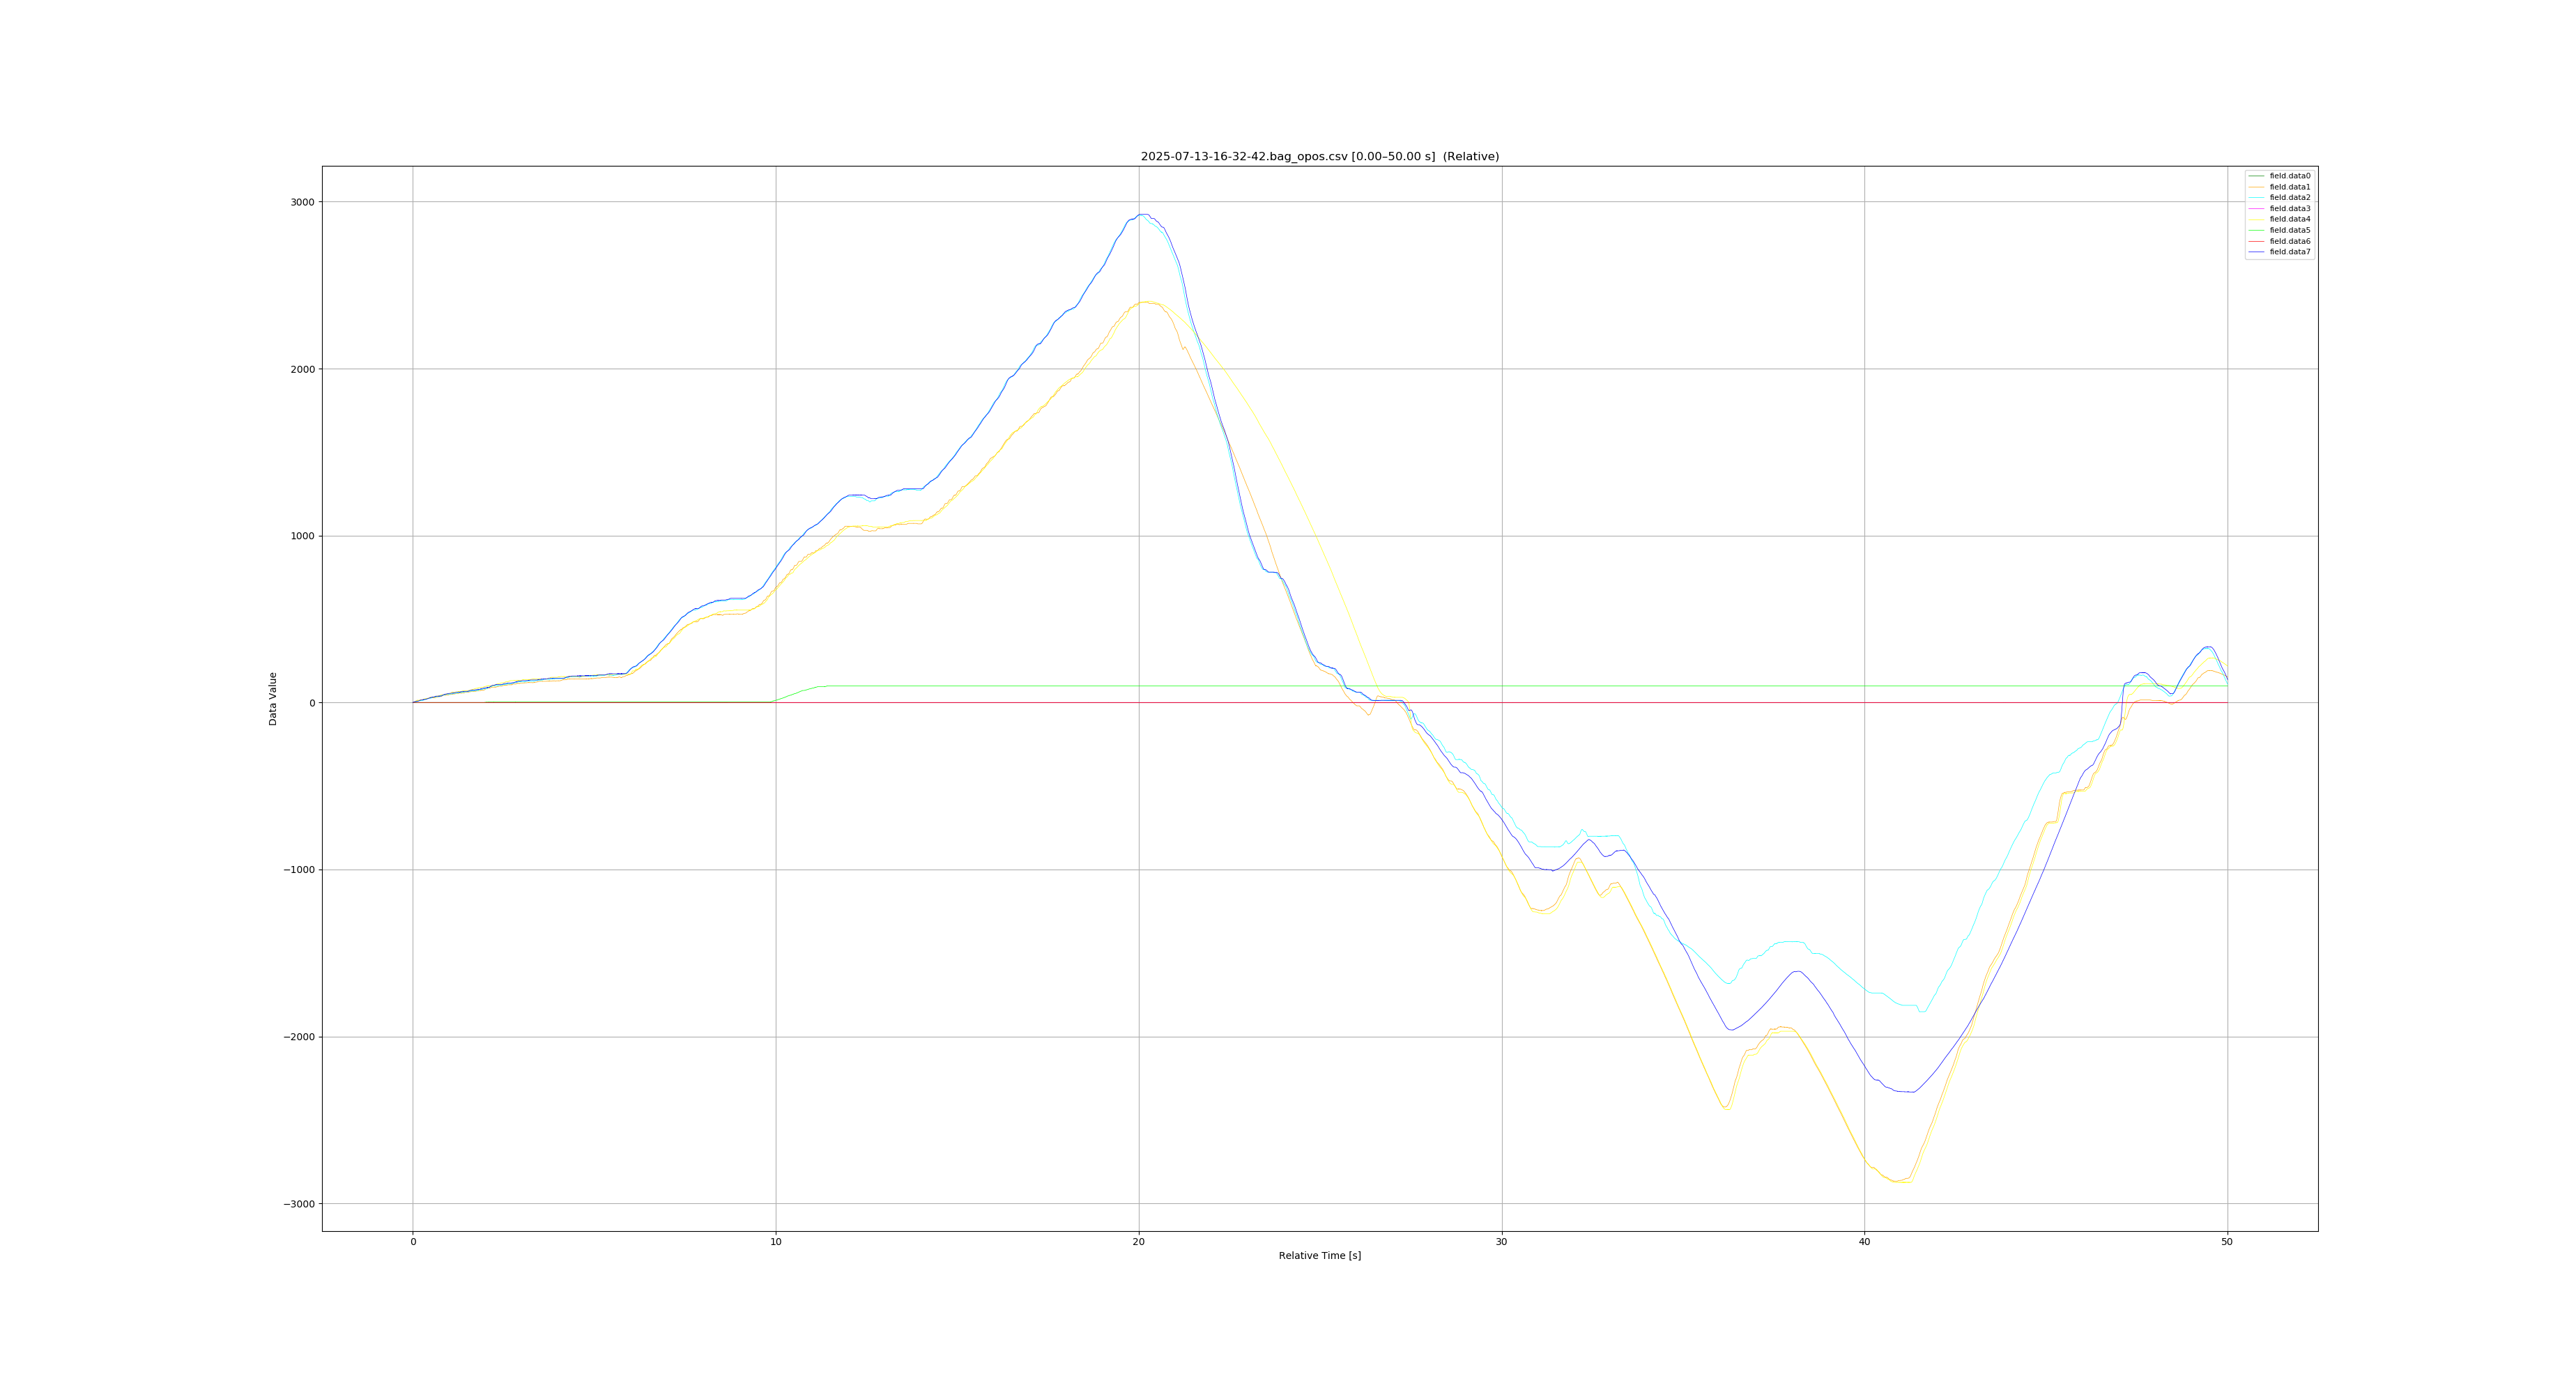 2025-07-13-16-32-42.bag_opos.csv [0.00–50.00 s]  (Relative)
field.data0
field.data1
field.data2
field.data3
field.data4
field.data5
field.data6
field.data7
3000
2000
1000
0
−1000
−2000
−3000
Data Value
0 10 20 30 40 50
Relative Time [s]